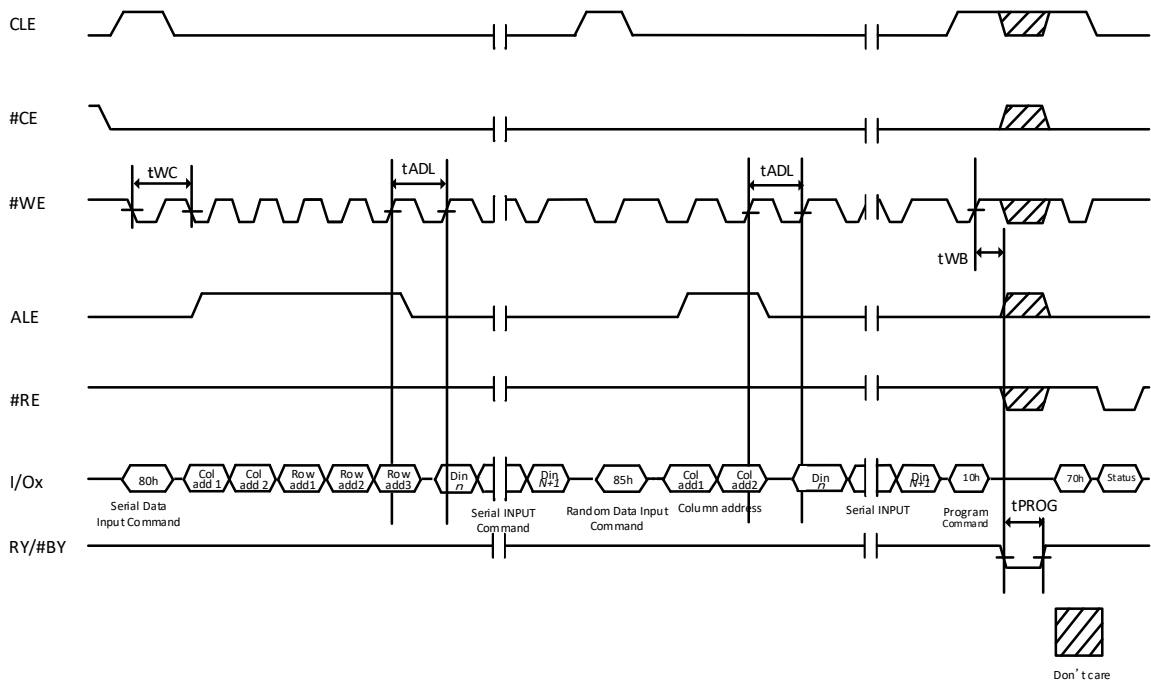 CLE
#CE
tWC
tADL
tADL
#WE
tWB
ALE
#RE
I/Ox
80h
Col
add 1
Col
add 2
Row
add1
Row
add2
Row
add3
Din
n
Din
N+1
85h
Col
add1
Col
add2
Din
n
Din
N+1
10h
70h
Status
Serial Data
Input Command
Serial INPUT
Command
Random Data Input
Command
Column address
Serial INPUT
Program
Command
tPROG
RY/#BY
Don't care